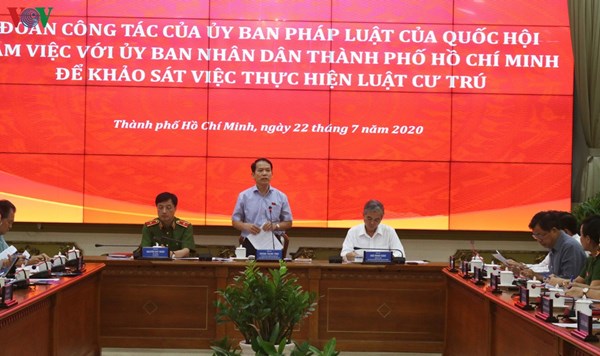 VOV
ĐOÀN CÔNG TÁC CỦA ỦY BAN PHÁP LUẬT CỦA QUỐC HỘI
ÀM VIỆC VỚI ỦY BAN NHÂN DÂN THÀNH PHỐ HỒ CHÍ MINH
ĐỂ KHẢO SÁT VIỆC THỰC HIỆN LUẬT CƯ TRÚ
Thành phố Hồ Chí Minh, ngày 22 tháng 7 năm 2020